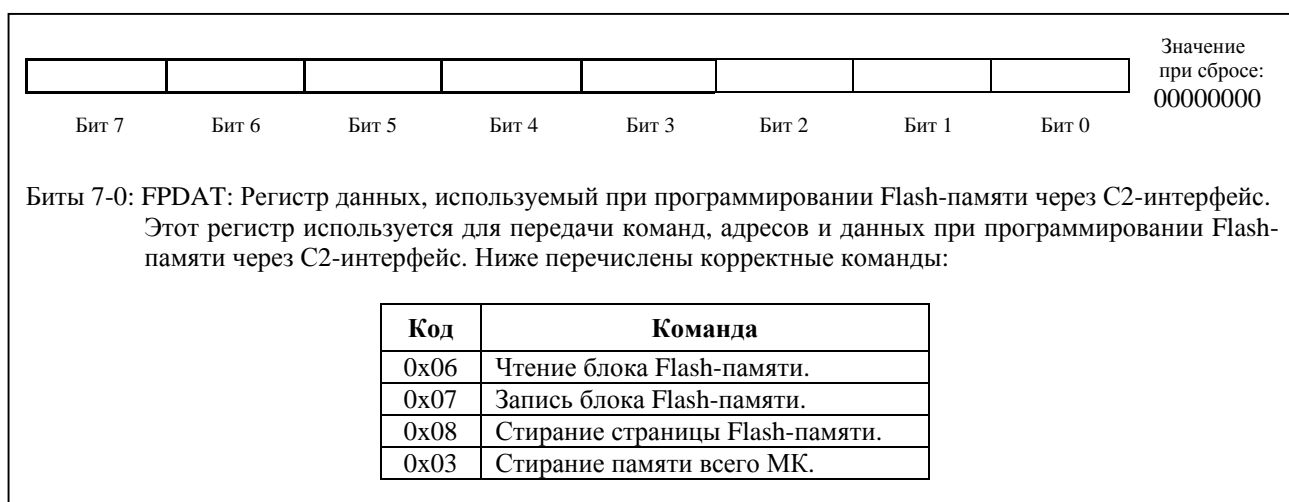 Значение
при сбросе:
00000000
Бит 7 Бит 6 Бит 5 Бит 4 Бит 3 Бит 2 Бит 1 Бит 0
Биты 7-0: FPDAT: Регистр данных, используемый при программировании Flash-памяти через C2-интерфейс.
Этот регистр используется для передачи команд, адресов и данных при программировании Flash-
памяти через C2-интерфейс. Ниже перечислены корректные команды:
Код Команда
0x06 Чтение блока Flash-памяти.
0x07 Запись блока Flash-памяти.
0x08 Стирание страницы Flash-памяти.
0x03 Стирание памяти всего МК.